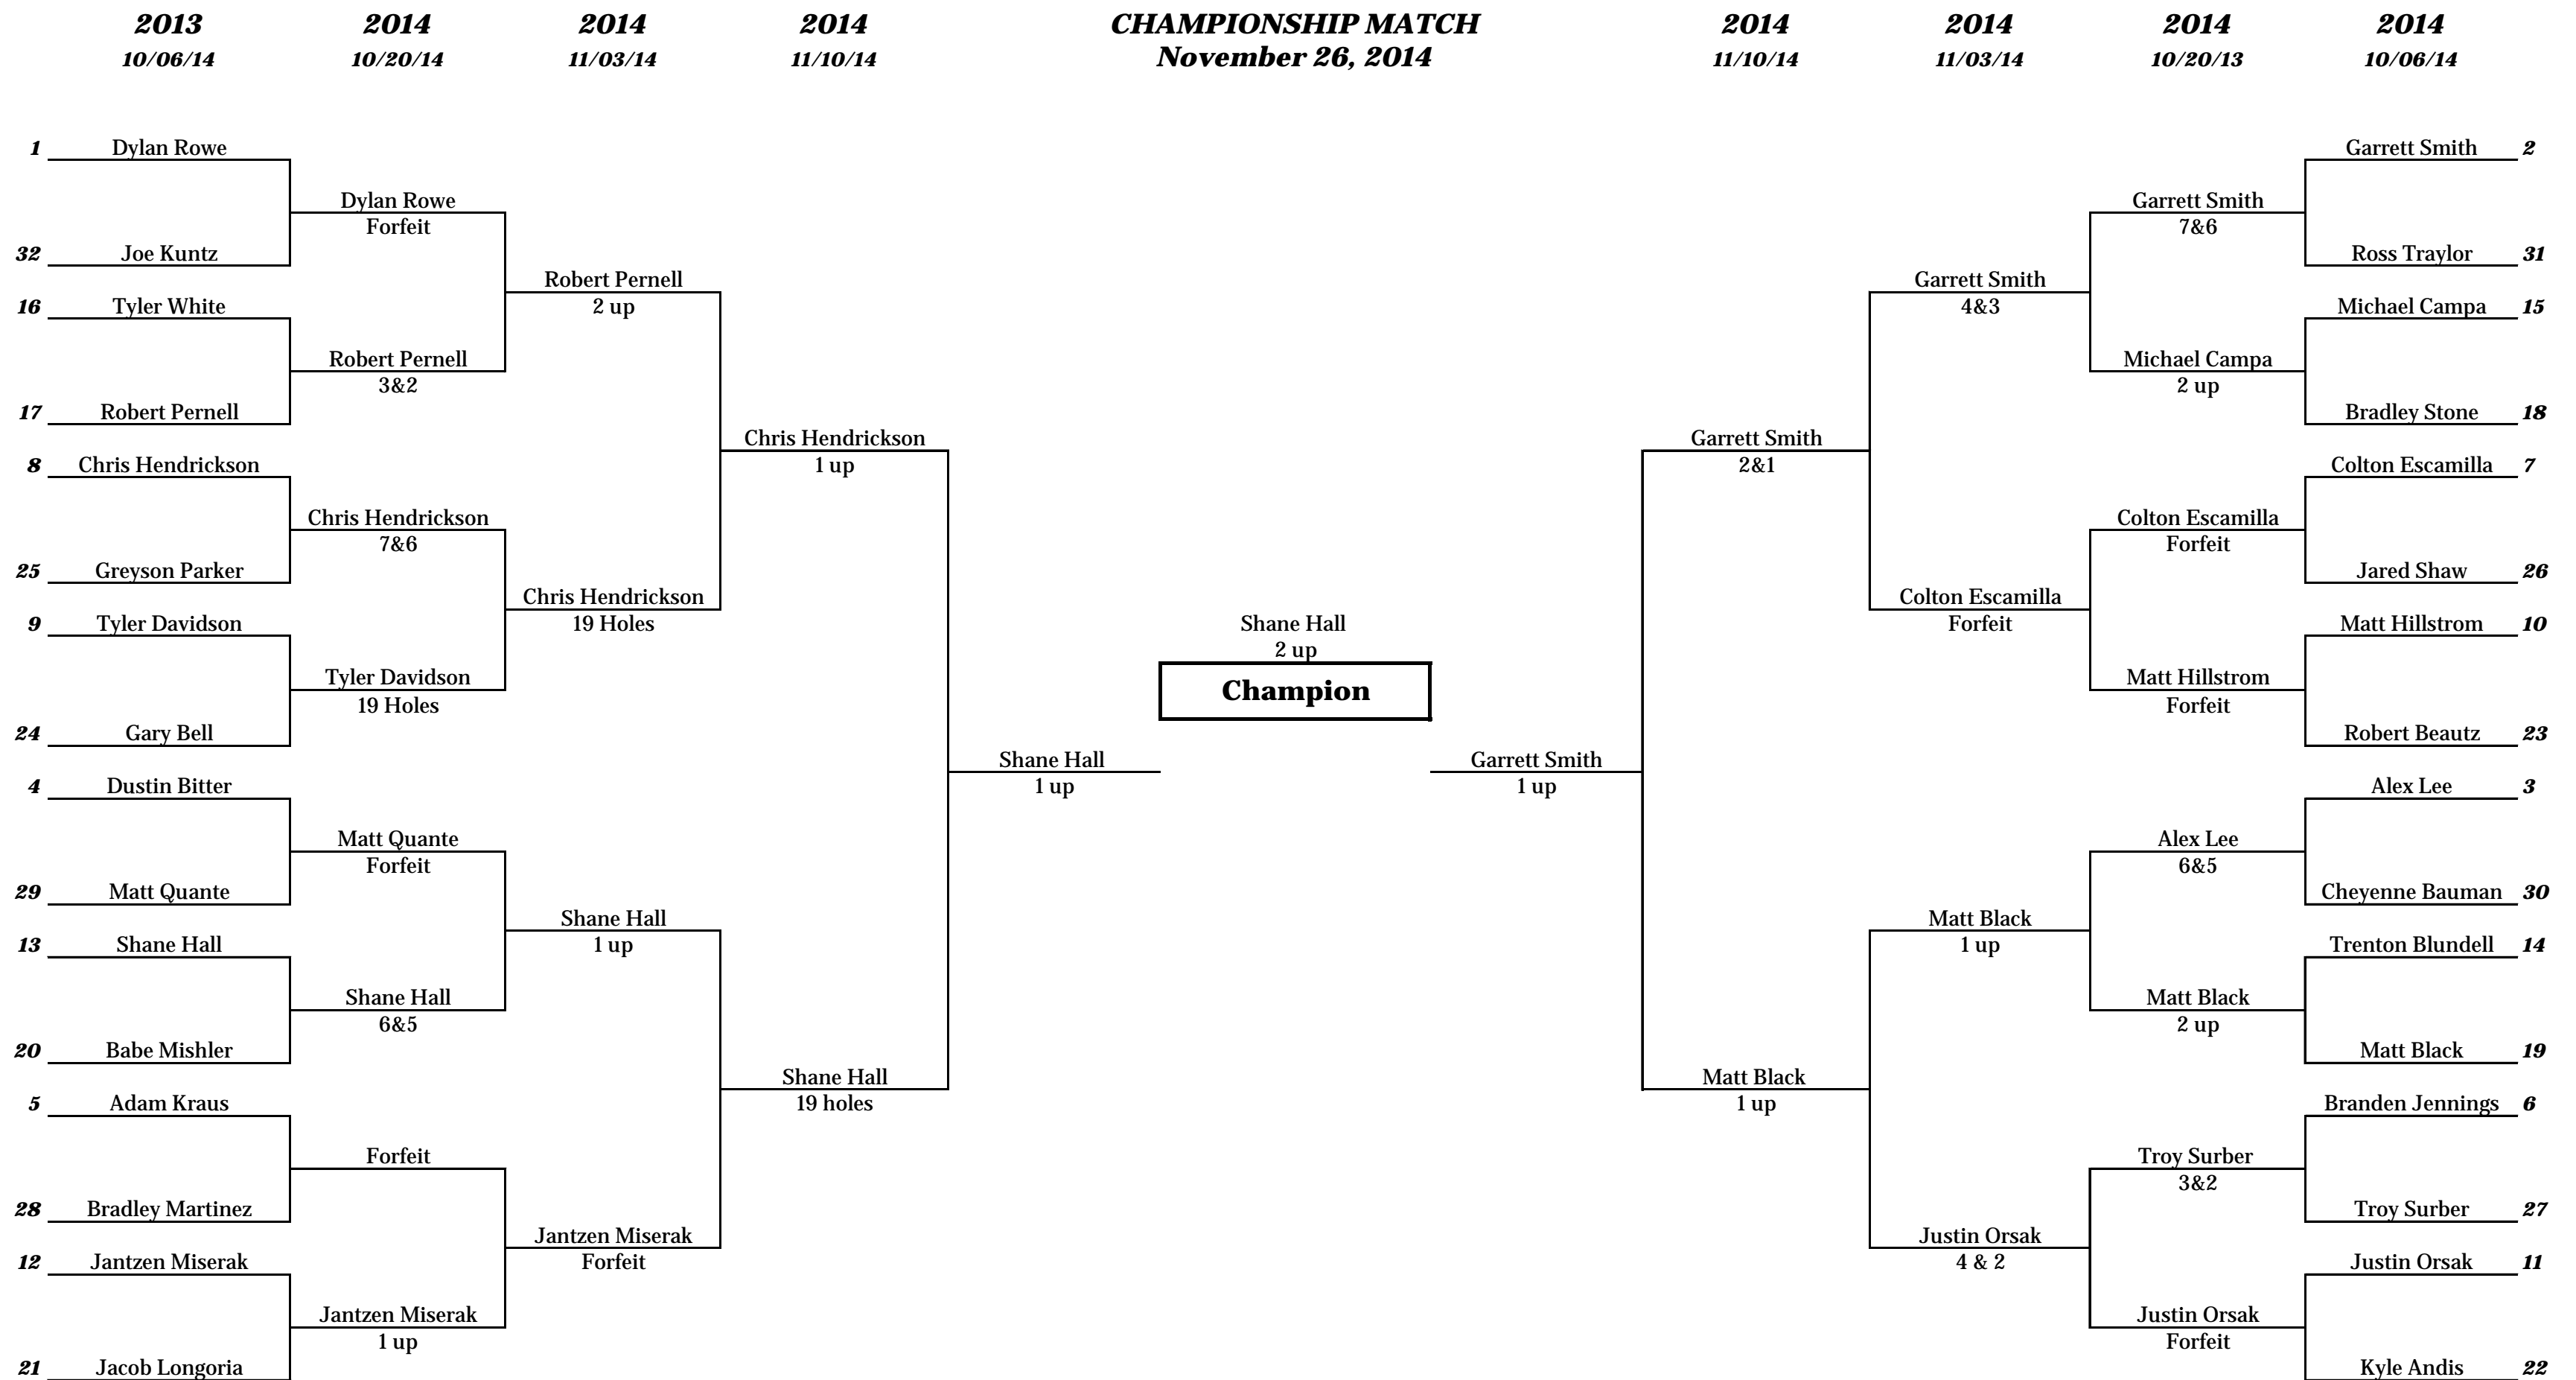 2013 2014 2014 2014 CHAMPIONSHIP MATCH 2014 2014 2014 2014
10/06/14 10/20/14 11/03/14 11/10/14 November 26, 2014 11/10/14 11/03/14 10/20/13 10/06/14
1 Dylan Rowe Garrett Smith 2
Dylan Rowe Garrett Smith
Forfeit 7&6
32 Joe Kuntz Ross Traylor 31
Robert Pernell Garrett Smith
16 Tyler White 2 up 4&3 Michael Campa 15
Robert Pernell Michael Campa
3&2 2 up
17 Robert Pernell Bradley Stone 18
Chris Hendrickson Garrett Smith
8 Chris Hendrickson 1 up 2&1 Colton Escamilla 7
Chris Hendrickson Colton Escamilla
7&6 Forfeit
25 Greyson Parker Jared Shaw 26
Chris Hendrickson Colton Escamilla
9 Tyler Davidson 19 Holes Shane Hall Forfeit Matt Hillstrom 10
2 up
Tyler Davidson Champion Matt Hillstrom
19 Holes Forfeit
24 Gary Bell Robert Beautz 23
Shane Hall Garrett Smith
4 Dustin Bitter 1 up 1 up Alex Lee 3
Matt Quante Alex Lee
Forfeit 6&5
29 Matt Quante Cheyenne Bauman 30
Shane Hall Matt Black
13 Shane Hall 1 up 1 up Trenton Blundell 14
Shane Hall Matt Black
6&5 2 up
20 Babe Mishler Matt Black 19
Shane Hall Matt Black
5 Adam Kraus 19 holes 1 up Branden Jennings 6
Forfeit Troy Surber
3&2
28 Bradley Martinez Troy Surber 27
Jantzen Miserak Justin Orsak
12 Jantzen Miserak Forfeit 4 & 2 Justin Orsak 11
Jantzen Miserak Justin Orsak
1 up Forfeit
21 Jacob Longoria Kyle Andis 22